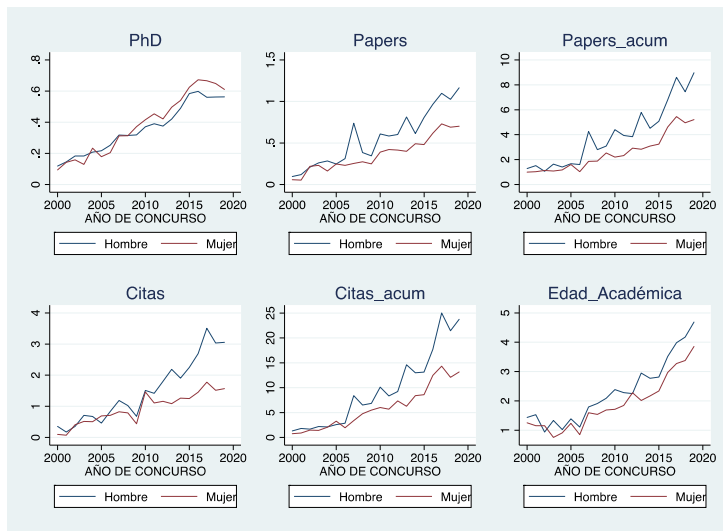 PhD
.8
.6
.4
.2
0
2000 2005 2010 2015 2020
AÑO DE CONCURSO
Hombre Mujer
Papers
1.5
1
.5
0
2000 2005 2010 2015 2020
AÑO DE CONCURSO
Hombre Mujer
Papers_acum
10
8
6
4
2
0
2000 2005 2010 2015 2020
AÑO DE CONCURSO
Hombre Mujer
Citas
4
3
2
1
0
2000 2005 2010 2015 2020
AÑO DE CONCURSO
Hombre Mujer
Citas_acum
25
20
15
10
5
0
2000 2005 2010 2015 2020
AÑO DE CONCURSO
Hombre Mujer
Edad_Académica
5
4
3
2
1
2000 2005 2010 2015 2020
AÑO DE CONCURSO
Hombre Mujer